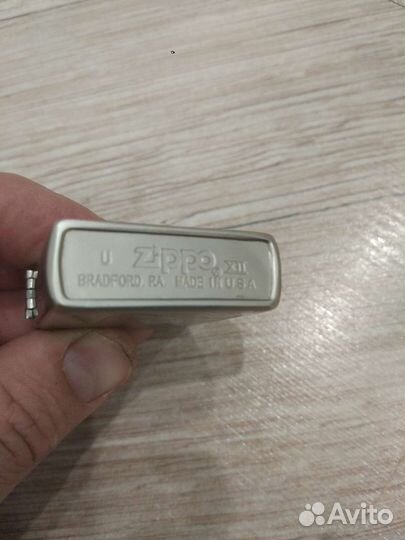 U Zippo® XII
BRADFORD, PA. MADE IN U.S.A
Avito